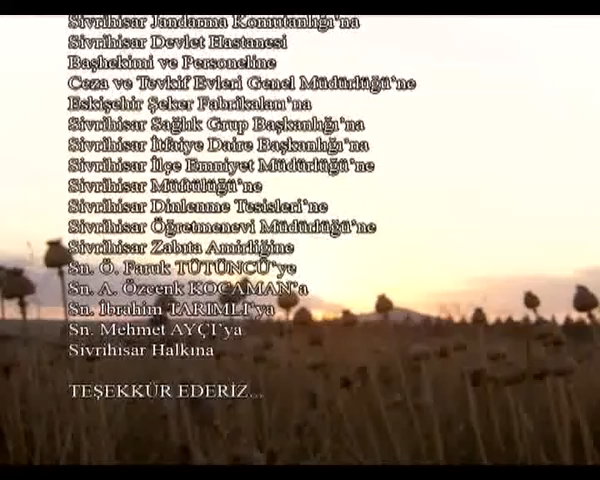 Sivrihisar Jandarma Komutanlığı'na
Sivrihisar Devlet Hastanesi
Başhekimi ve Personeline
Ceza ve Tevkif Evleri Genel Müdürlüğü'ne
Eskişehir Şeker Fabrikaları'na
Sivrihisar Sağlık Grup Başkanlığı'na
Sivrihisar İtfaiye Daire Başkanlığı'na
Sivrihisar İlçe Emniyet Müdürlüğü'ne
Sivrihisar Müftülüğü'ne
Sivrihisar Dinlenme Tesisleri'ne
Sivrihisar Öğretmenevi Müdürlüğü'ne
Sivrihisar Zabıta Amirliğine
Sn. Ö. Faruk TÜTÜNCÜ'ye
Sn. A. Özcenk KOCAMAN'a
Sn. İbrahim TARIMLI'ya
Sn. Mehmet AYÇI'ya
Sivrihisar Halkına
TEŞEKKÜR EDERİZ...